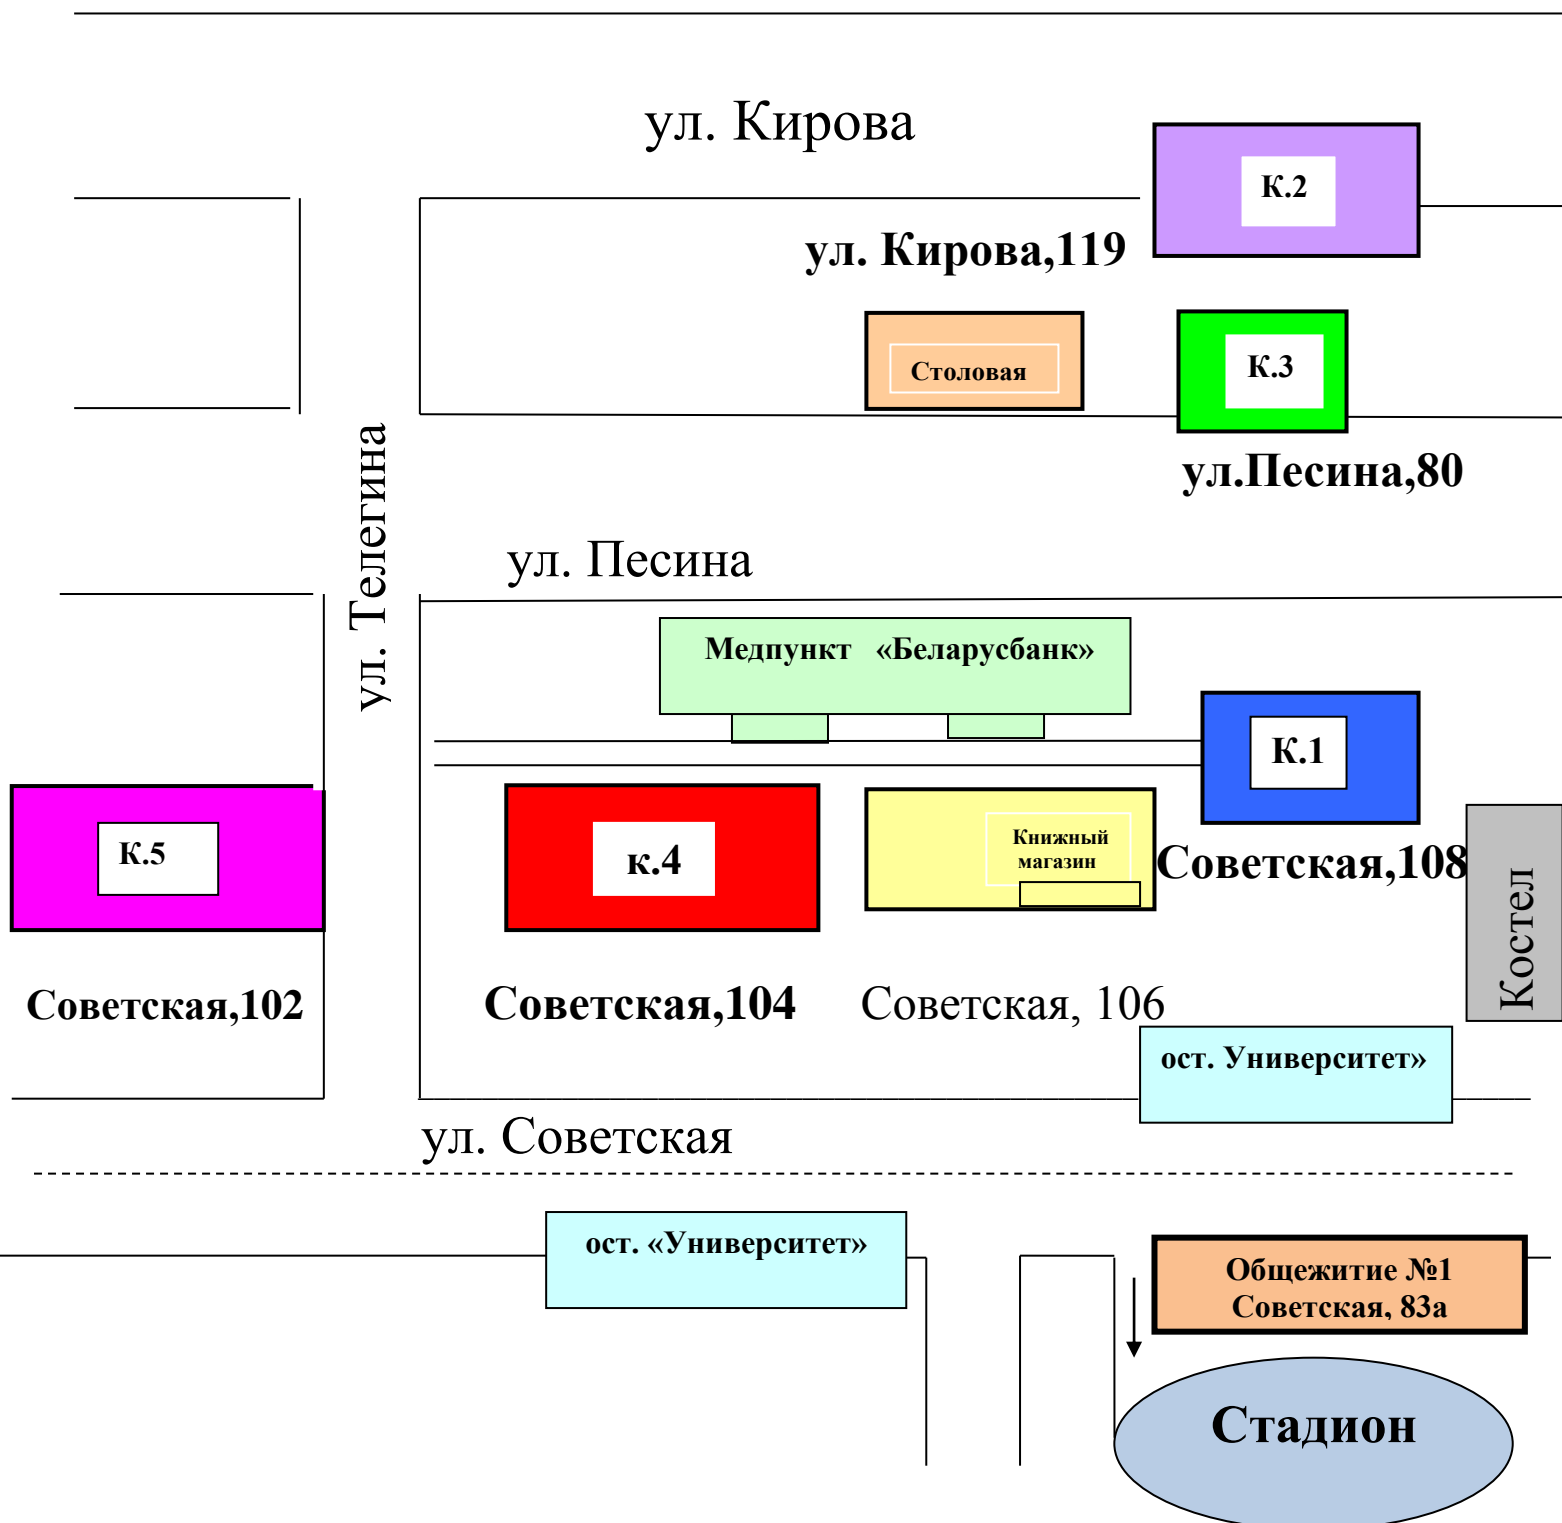 ул. Кирова
К.2
ул. Кирова,119
Столовая
К.3
ул.Песина,80
ул. Телегина
ул. Песина
Медпункт «Беларусбанк»
К.1
К.5
к.4
Книжный
магазин
Советская,108
Костел
Советская,102
Советская,104
Советская, 106
ост. Университет»
ул. Советская
ост. «Университет»
Общежитие №1
Советская, 83а
Стадион